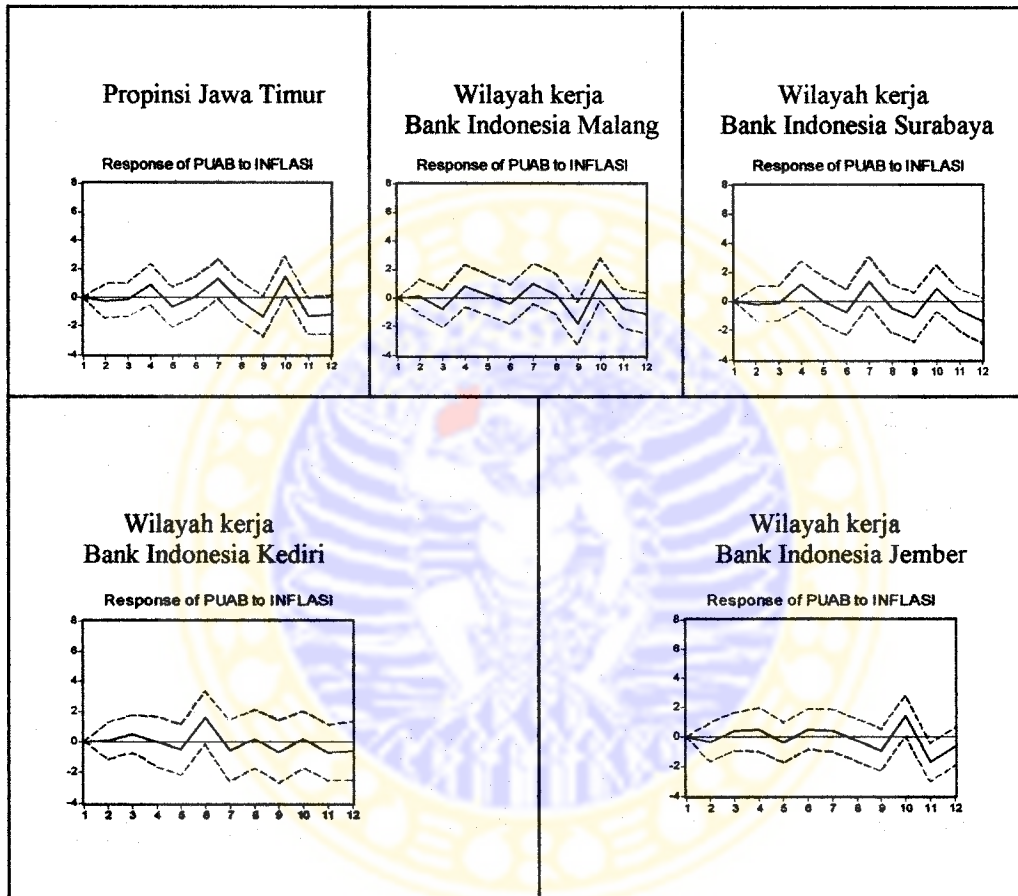 Propinsi Jawa Timur
Response of PUAB to INFLASI
8
6
4
2
0
-2
-4
1 2 3 4 5 6 7 8 9 10 11 12
Wilayah kerja
Bank Indonesia Malang
Response of PUAB to INFLASI
8
6
4
2
0
-2
-4
1 2 3 4 5 6 7 8 9 10 11 12
Wilayah kerja
Bank Indonesia Surabaya
Response of PUAB to INFLASI
8
6
4
2
0
-2
-4
1 2 3 4 5 6 7 8 9 10 11 12
Wilayah kerja
Bank Indonesia Kediri
Response of PUAB to INFLASI
8
6
4
2
0
-2
-4
1 2 3 4 5 6 7 8 9 10 11 12
Wilayah kerja
Bank Indonesia Jember
Response of PUAB to INFLASI
8
6
4
2
0
-2
-4
1 2 3 4 5 6 7 8 9 10 11 12